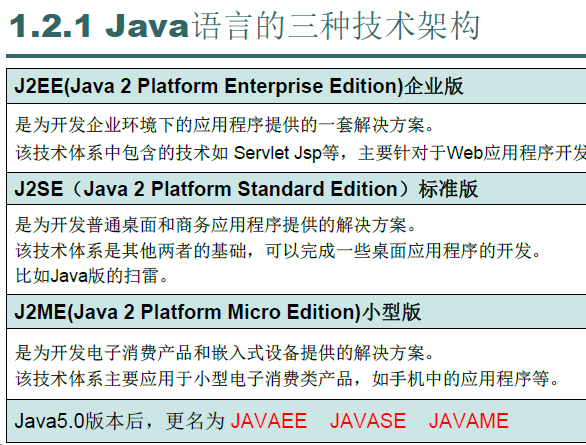 1.2.1 Java语言的三种技术架构
J2EE(Java 2 Platform Enterprise Edition)企业版
是为开发企业环境下的应用程序提供的一套解决方案。
该技术体系中包含的技术如 Servlet Jsp等，主要针对于Web应用程序开发
J2SE（Java 2 Platform Standard Edition）标准版
是为开发普通桌面和商务应用程序提供的解决方案。
该技术体系是其他两者的基础，可以完成一些桌面应用程序的开发。
比如Java版的扫雷。
J2ME(Java 2 Platform Micro Edition)小型版
是为开发电子消费产品和嵌入式设备提供的解决方案。
该技术体系主要应用于小型电子消费类产品，如手机中的应用程序等。
Java5.0版本后，更名为 JAVAEE JAVASE JAVAME